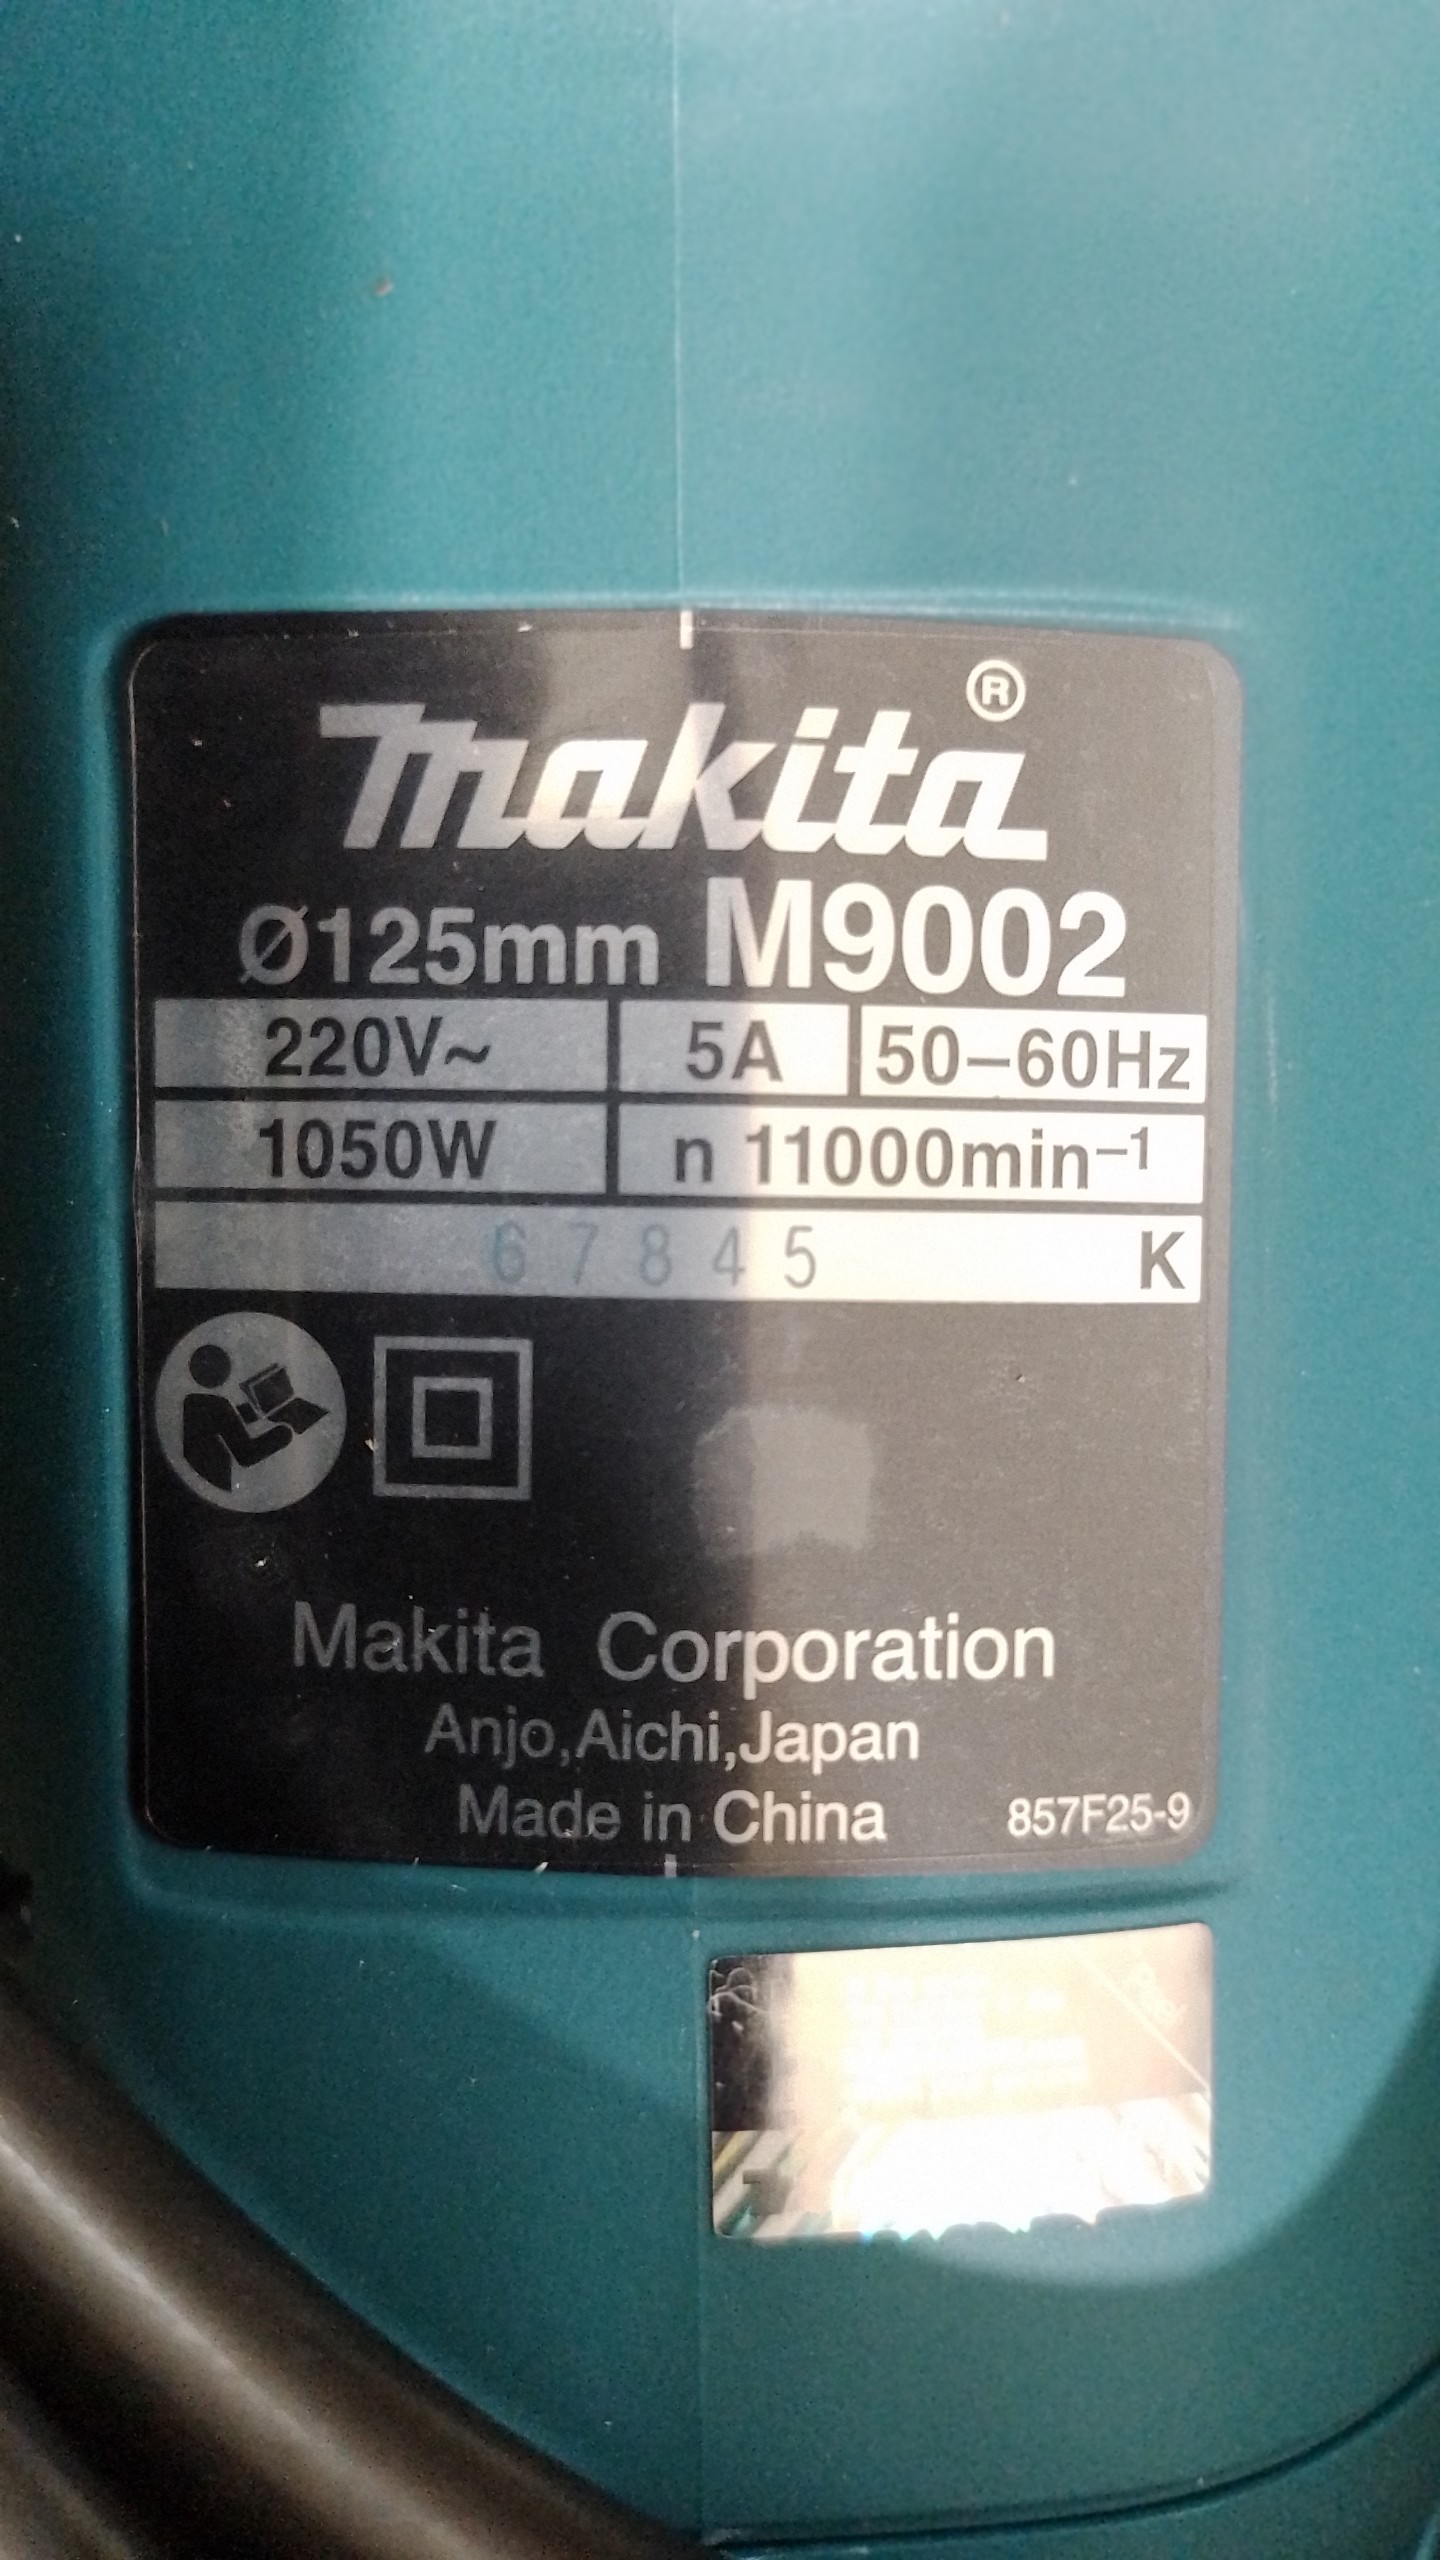 makita®
Ø125mm M9002
220V~ 5A 50–60Hz
1050W n 11000min⁻¹
67845 K
Makita Corporation
Anjo,Aichi,Japan
Made in China 857F25-9